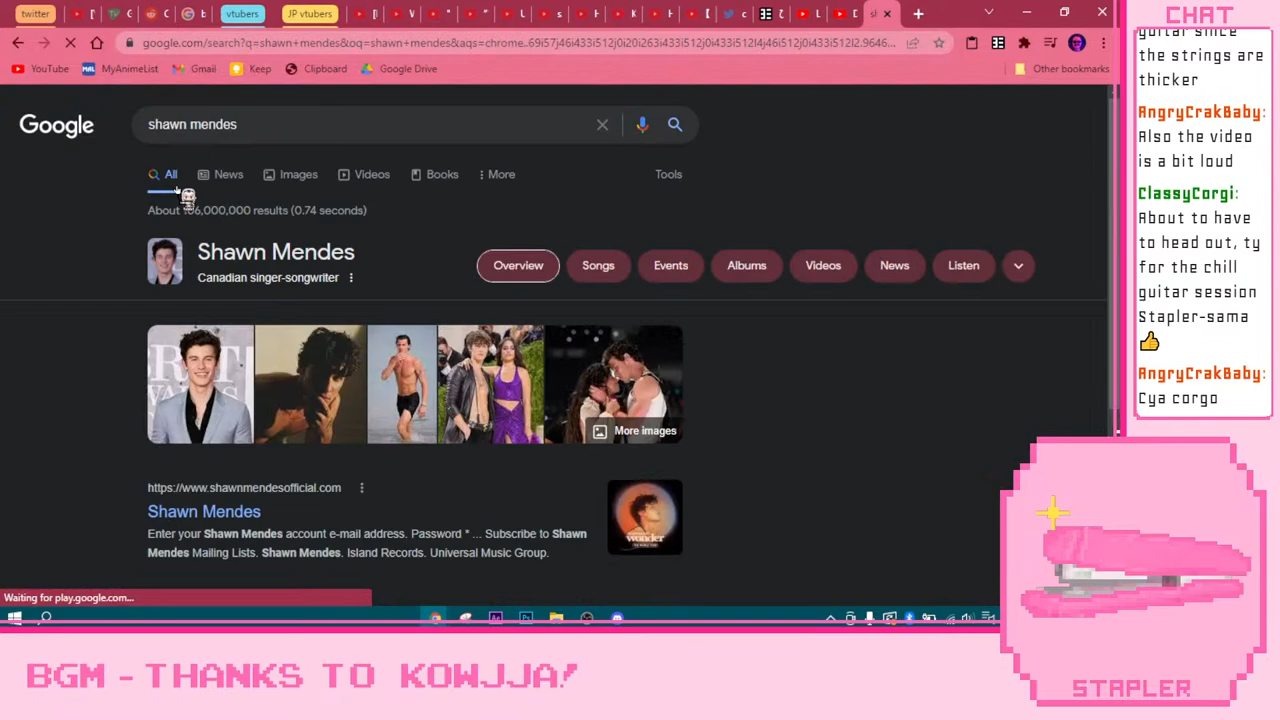 twitter
vtubers
JP vtubers
CHAT
google.com/search?q=shawn+mendes&oq=shawn+mendes&aqs=chrome..69i57j46i433i512j0i20i263i433i512j0i512l4j46i433i512l2.9646...
YouTube
MyAnimeList
Gmail
Keep
Clipboard
Google Drive
Other bookmarks
Google
shawn mendes
All
News
Images
Videos
Books
More
Tools
results (0.74 seconds)
Shawn Mendes
Canadian singer-songwriter
Overview
Songs
Events
Albums
Videos
News
Listen
More images
https://www.shawnmendesofficial.com
Shawn Mendes
Enter your Shawn Mendes account e-mail address. Password * ... Subscribe to Shawn
Mendes Mailing Lists. Shawn Mendes. Island Records. Universal Music Group.
wonder
Waiting for play.google.com...
guitar since
the strings are
thicker
AngryCrakBaby:
Also the video
is a bit loud
ClassyCorgi:
About to have
to head out, ty
for the chill
guitar session
Stapler-sama
AngryCrakBaby:
Cya corgo
STAPLER
BGM - THANKS TO KOWJJA!